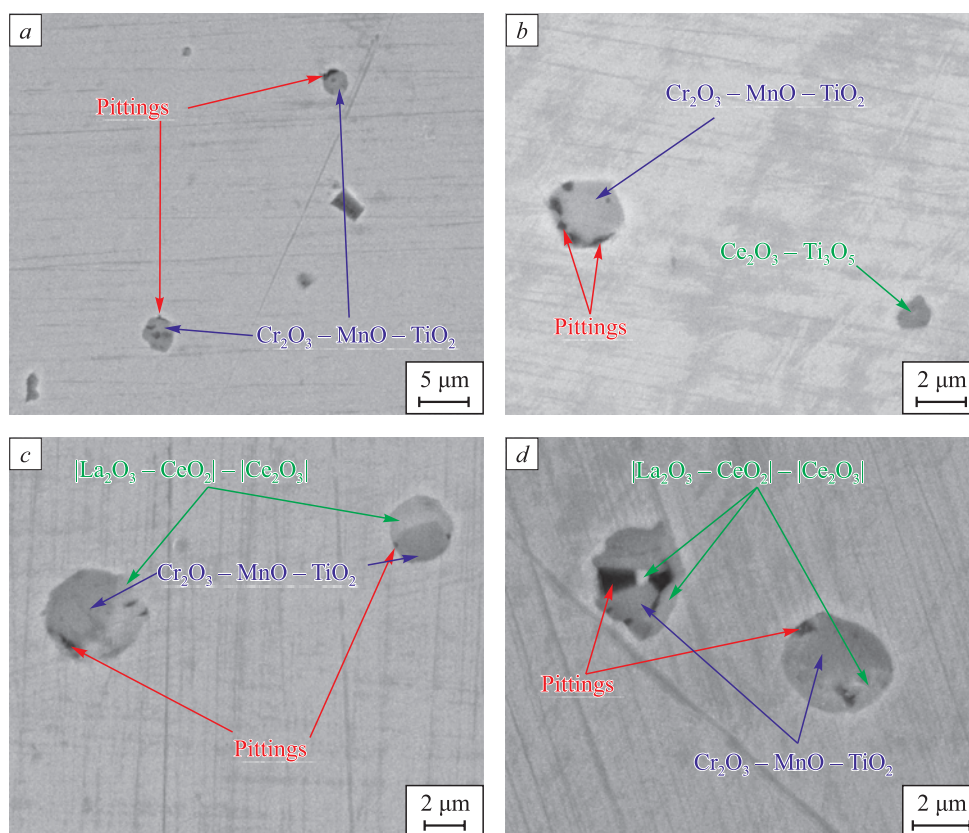 a
Pittings
Cr₂O₃ – MnO – TiO₂
5 μm
b
Cr₂O₃ – MnO – TiO₂
Ce₂O₃ – Ti₃O₅
Pittings
2 μm
c
|La₂O₃ – CeO₂| – |Ce₂O₃|
Cr₂O₃ – MnO – TiO₂
Pittings
2 μm
d
|La₂O₃ – CeO₂| – |Ce₂O₃|
Pittings
Cr₂O₃ – MnO – TiO₂
2 μm